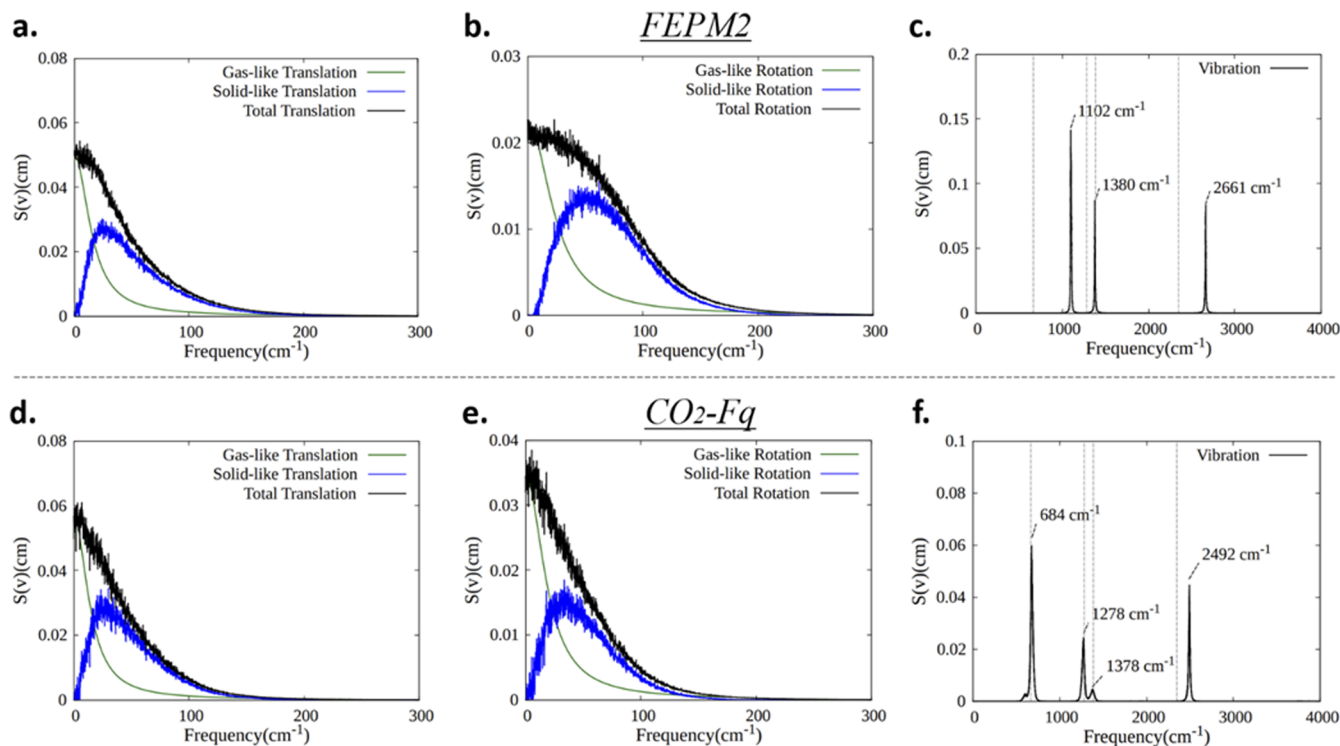 a.
b.
FEPM2
c.
0.08
0.06
0.04
0.02
0
S(ν)(cm)
Gas-like Translation
Solid-like Translation
Total Translation
0
100
200
300
Frequency(cm⁻¹)
0.03
0.02
0.01
0
S(ν)(cm)
Gas-like Rotation
Solid-like Rotation
Total Rotation
0
100
200
300
Frequency(cm⁻¹)
0.2
0.15
0.1
0.05
0
S(ν)(cm)
Vibration
1102 cm⁻¹
1380 cm⁻¹
2661 cm⁻¹
0
1000
2000
3000
4000
Frequency(cm⁻¹)
d.
e.
CO₂-Fq
f.
0.08
0.06
0.04
0.02
0
S(ν)(cm)
Gas-like Translation
Solid-like Translation
Total Translation
0
100
200
300
Frequency(cm⁻¹)
0.04
0.03
0.02
0.01
0
S(ν)(cm)
Gas-like Rotation
Solid-like Rotation
Total Rotation
0
100
200
300
Frequency(cm⁻¹)
0.1
0.08
0.06
0.04
0.02
0
S(ν)(cm)
Vibration
684 cm⁻¹
1278 cm⁻¹
1378 cm⁻¹
2492 cm⁻¹
0
1000
2000
3000
4000
Frequency(cm⁻¹)